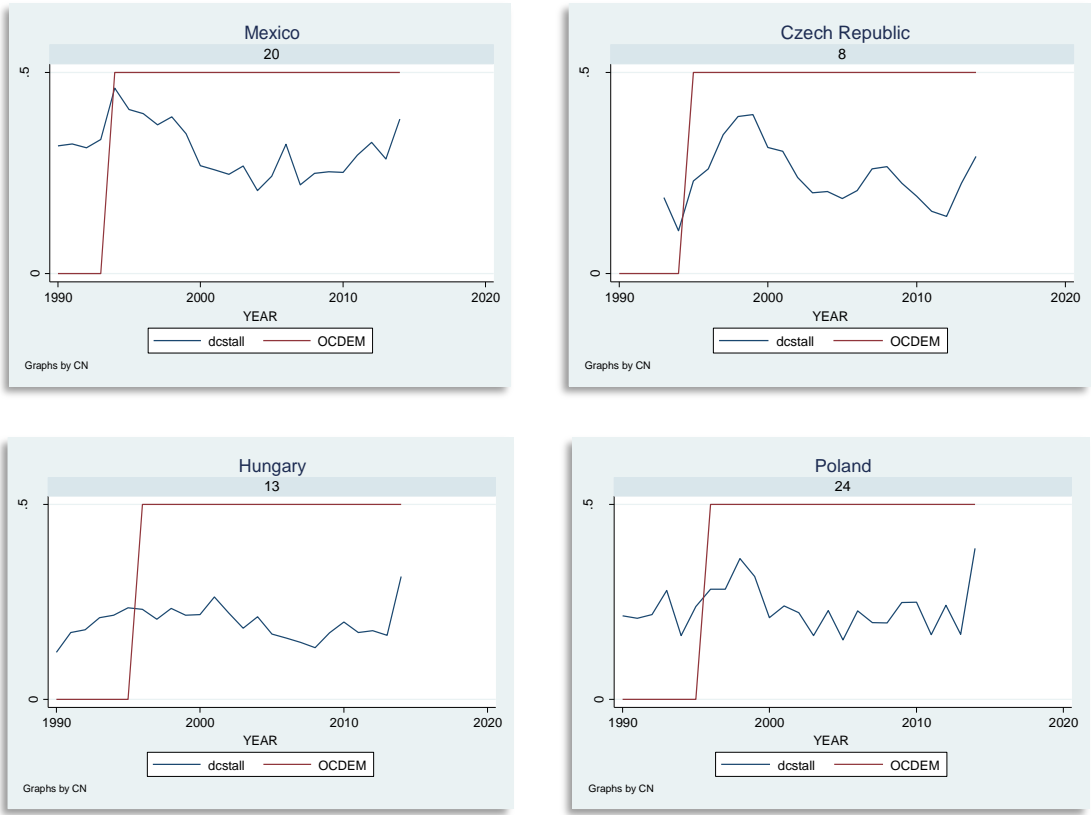 Mexico
20
.5
0
1990 2000 2010 2020
YEAR
dcstall OCDEM
Graphs by CN
Czech Republic
8
.5
0
1990 2000 2010 2020
YEAR
dcstall OCDEM
Graphs by CN
Hungary
13
.5
0
1990 2000 2010 2020
YEAR
dcstall OCDEM
Graphs by CN
Poland
24
.5
0
1990 2000 2010 2020
YEAR
dcstall OCDEM
Graphs by CN